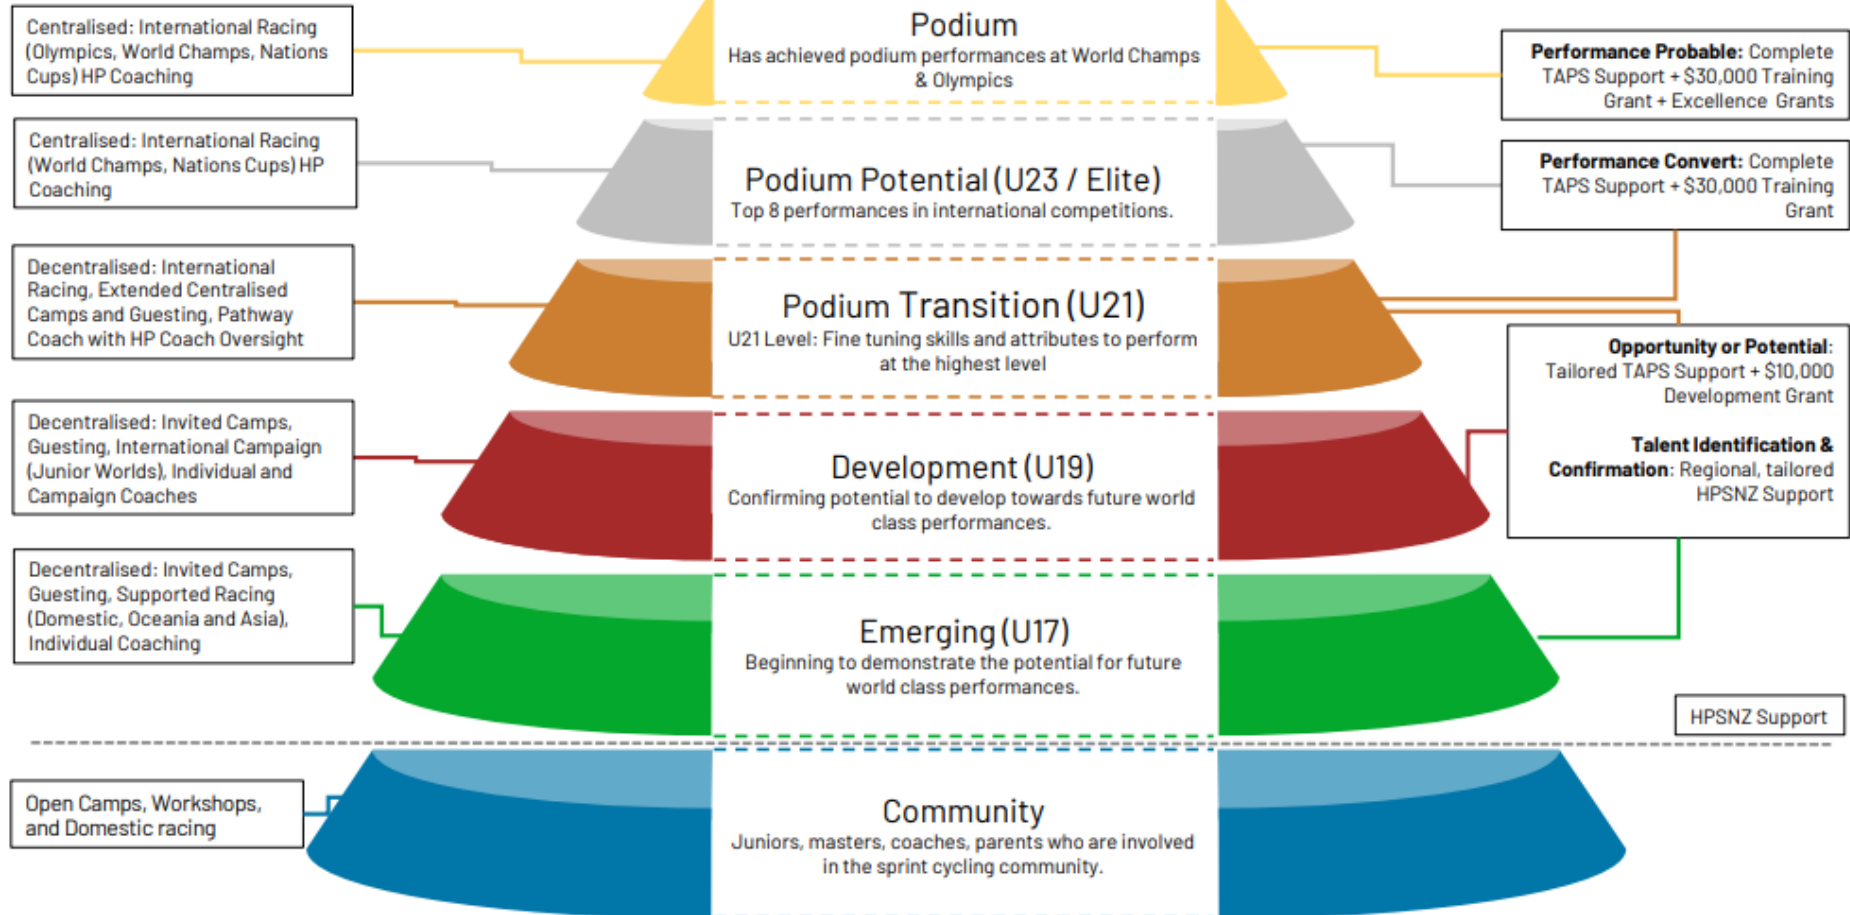 Centralised: International Racing
(Olympics, World Champs, Nations
Cups) HP Coaching
Podium
Has achieved podium performances at World Champs
& Olympics
Performance Probable: Complete
TAPS Support + $30,000 Training
Grant + Excellence Grants
Centralised: International Racing
(World Champs, Nations Cups) HP
Coaching
Podium Potential (U23 / Elite)
Top 8 performances in international competitions.
Performance Convert: Complete
TAPS Support + $30,000 Training
Grant
Decentralised: International
Racing, Extended Centralised
Camps and Guesting, Pathway
Coach with HP Coach Oversight
Podium Transition (U21)
U21 Level: Fine tuning skills and attributes to perform
at the highest level
Opportunity or Potential:
Tailored TAPS Support + $10,000
Development Grant
Talent Identification &
Confirmation: Regional, tailored
HPSNZ Support
Decentralised: Invited Camps,
Guesting, International Campaign
(Junior Worlds), Individual and
Campaign Coaches
Development (U19)
Confirming potential to develop towards future world
class performances.
Decentralised: Invited Camps,
Guesting, Supported Racing
(Domestic, Oceania and Asia),
Individual Coaching
Emerging (U17)
Beginning to demonstrate the potential for future
world class performances.
HPSNZ Support
Open Camps, Workshops,
and Domestic racing
Community
Juniors, masters, coaches, parents who are involved
in the sprint cycling community.